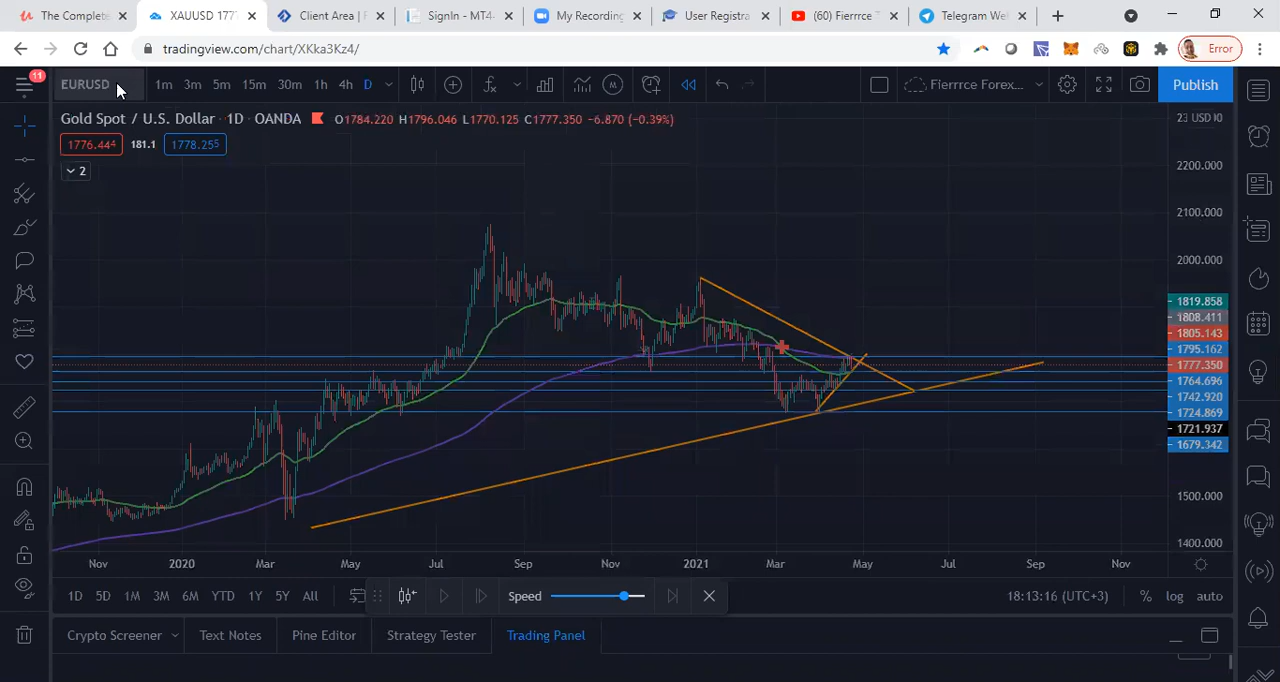 The Complete
XAUUSD 177
Client Area | F
SignIn - MT4-
My Recording
User Registra
(60) Fierrrce T
Telegram We
tradingview.com/chart/XKka3Kz4/
Error
11
EURUSD
1m 3m 5m 15m 30m 1h 4h D
Fierrrce Forex...
Publish
Gold Spot / U.S. Dollar · 1D · OANDA O1784.220 H1796.046 L1770.125 C1777.350 -6.870 (-0.39%)
1776.444 181.1 1778.255
2
USD
2200.000
2100.000
2000.000
1819.858
1808.411
1805.143
1795.162
1777.350
1764.696
1742.920
1724.869
1721.937
1679.342
1500.000
1400.000
Nov 2020 Mar May Jul Sep Nov 2021 Mar May Jul Sep Nov
1D 5D 1M 3M 6M YTD 1Y 5Y All
Speed
18:13:16 (UTC+3) % log auto
Crypto Screener Text Notes Pine Editor Strategy Tester Trading Panel